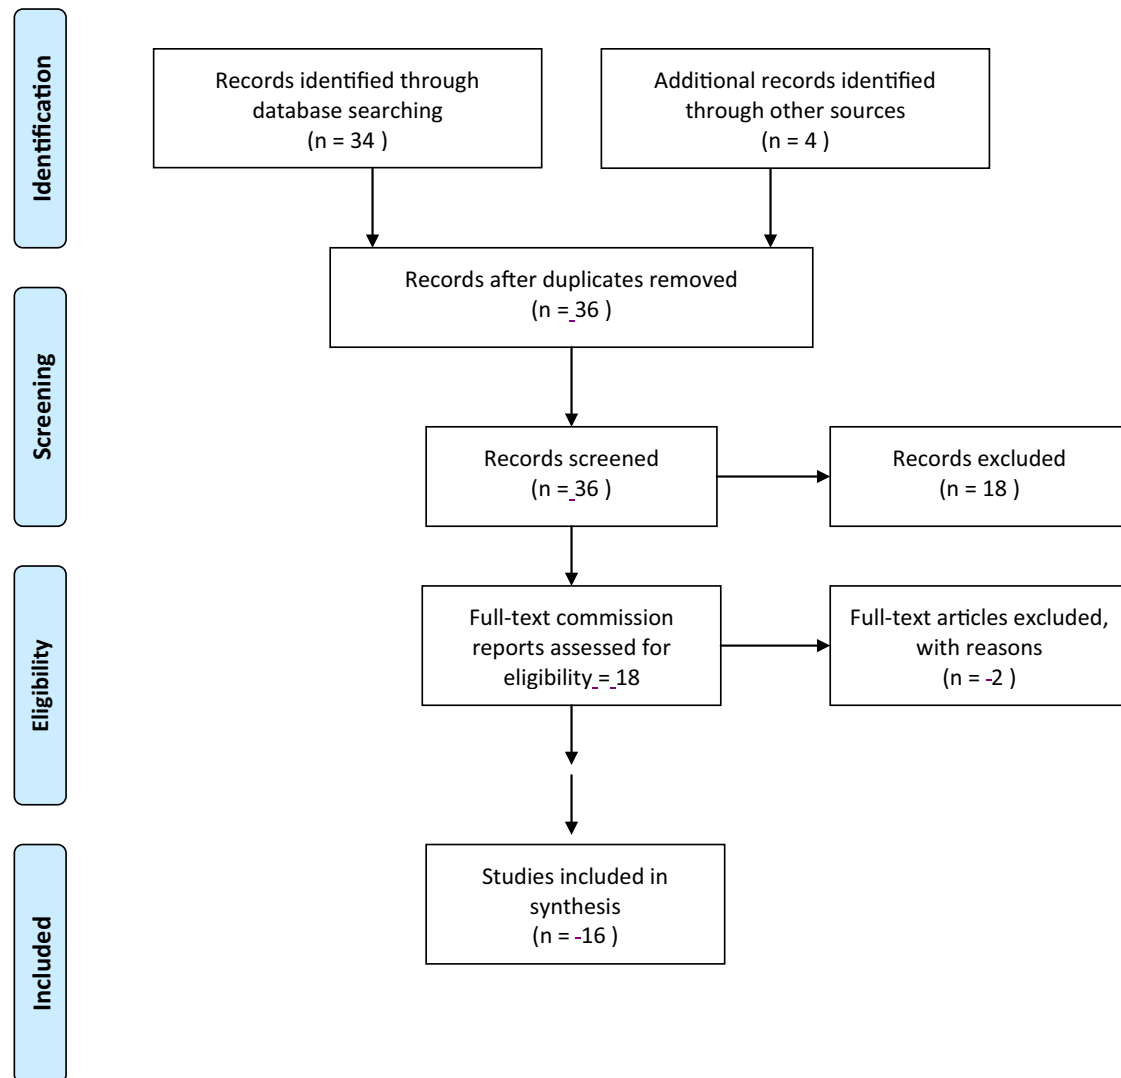 Identification
Records identified through
database searching
(n = 34 )
Additional records identified
through other sources
(n = 4 )
Records after duplicates removed
(n = 36 )
Screening
Records screened
(n = 36 )
Records excluded
(n = 18 )
Eligibility
Full-text commission
reports assessed for
eligibility = 18
Full-text articles excluded,
with reasons
(n = -2 )
Included
Studies included in
synthesis
(n = -16 )